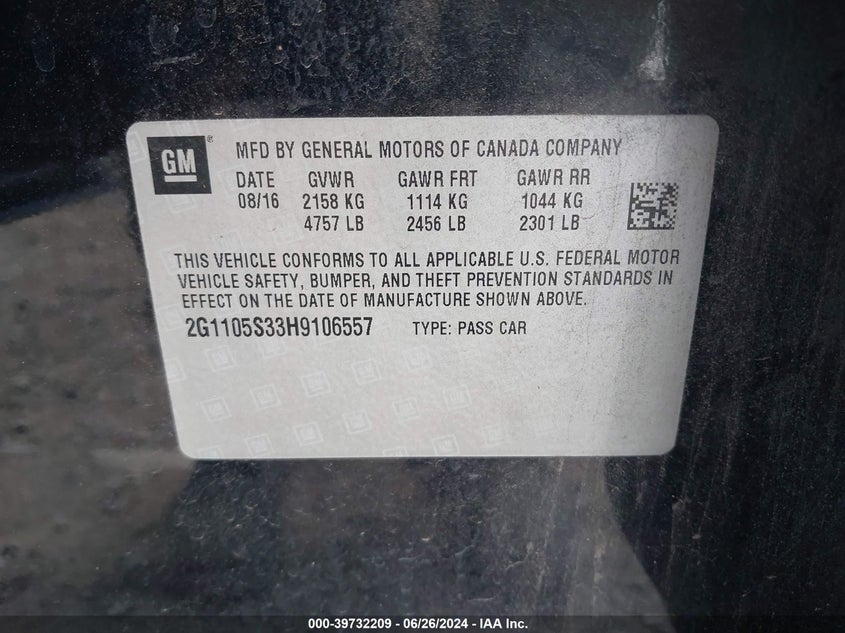 GM ®
MFD BY GENERAL MOTORS OF CANADA COMPANY
DATE GVWR GAWR FRT GAWR RR
08/16 2158 KG 1114 KG 1044 KG
4757 LB 2456 LB 2301 LB
THIS VEHICLE CONFORMS TO ALL APPLICABLE U.S. FEDERAL MOTOR
VEHICLE SAFETY, BUMPER, AND THEFT PREVENTION STANDARDS IN
EFFECT ON THE DATE OF MANUFACTURE SHOWN ABOVE.
2G1105S33H9106557 TYPE: PASS CAR
000-39732209 - 06/26/2024 - IAA Inc.